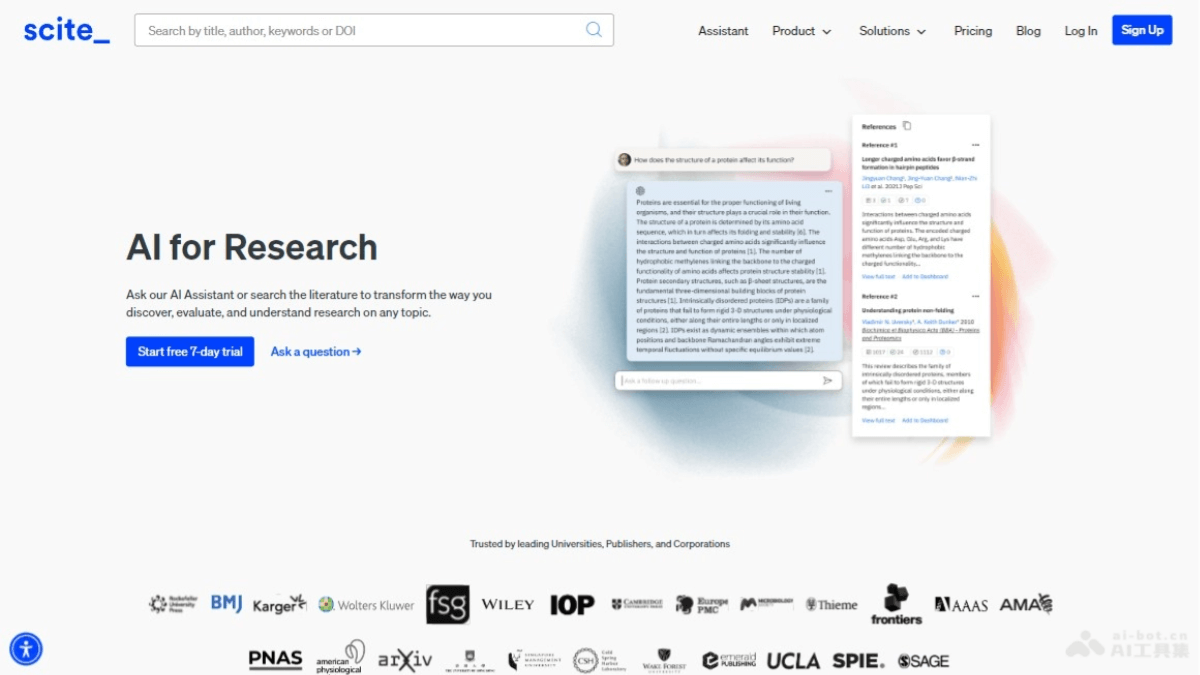 scite_
Search by title, author, keywords or DOI
Assistant
Product
Solutions
Pricing
Blog
Log In
Sign Up
AI for Research
Ask our AI Assistant or search the literature to transform the way you
discover, evaluate, and understand research on any topic.
Start free 7-day trial
Ask a question →
How does the structure of a protein affect its function?
Proteins are essential for the proper functioning of living
organisms, and their structure plays a crucial role in their function.
The structure of a protein is determined by its amino acid
sequence, which in turn affects its folding and stability [6]. The
interactions between charged amino acids significantly influence
the structure and function of proteins [1]. The number of
hydrophobic methylenes linking the backbone to the charged
functionality of amino acids affects protein structure stability [1].
Protein secondary structures, such as β-sheet structures, are the
fundamental three-dimensional building blocks of protein
structures [1]. Intrinsically disordered proteins (IDPs) are a family
of proteins that fail to form rigid 3-D structures under physiological
conditions, either along their entire lengths or only in localized
regions [2]. IDPs exist as dynamic ensembles within which atom
positions and backbone Ramachandran angles exhibit extreme
temporal fluctuations without specific equilibrium values [2].
Ask a follow up question...
References
Reference #1
Longer charged amino acids favor β-strand
formation in hairpin peptides
et al. 2021 J Pep Sci
Interactions between charged amino acids
significantly influence the structure and
function of proteins. The encoded charged
amino acids Asp, Glu, Arg, and Lys have
different number of hydrophobic
methylenes linking the backbone to the
charged functionality...
View full text
Add to Dashboard
Reference #2
Understanding protein non-folding
Vladimir N. Uversky, A. Keith Dunker 2010
Biochimica et Biophysica Acta (BBA) - Proteins
and Proteomics
This review describes the family of
intrinsically disordered proteins, members
of which fail to form rigid 3-D structures
under physiological conditions, either along
their entire lengths or only in localized
regions...
View full text
Add to Dashboard
Trusted by leading Universities, Publishers, and Corporations
Rockefeller
University
Press
BMJ
Karger
Wolters Kluwer
fsg
WILEY
IOP
CAMBRIDGE
UNIVERSITY PRESS
Europe
PMC
MICROBIOLOGY
SOCIETY
Thieme
frontiers
AAAS
AMA
PNAS
american
physiological
arXiv
SINGAPORE
MANAGEMENT
UNIVERSITY
CSH
Cold
Spring
Harbor
Laboratory
WAKE FOREST
UNIVERSITY
emerald
PUBLISHING
UCLA
SPIE.
SAGE
ai-bot.cn
AI工具集